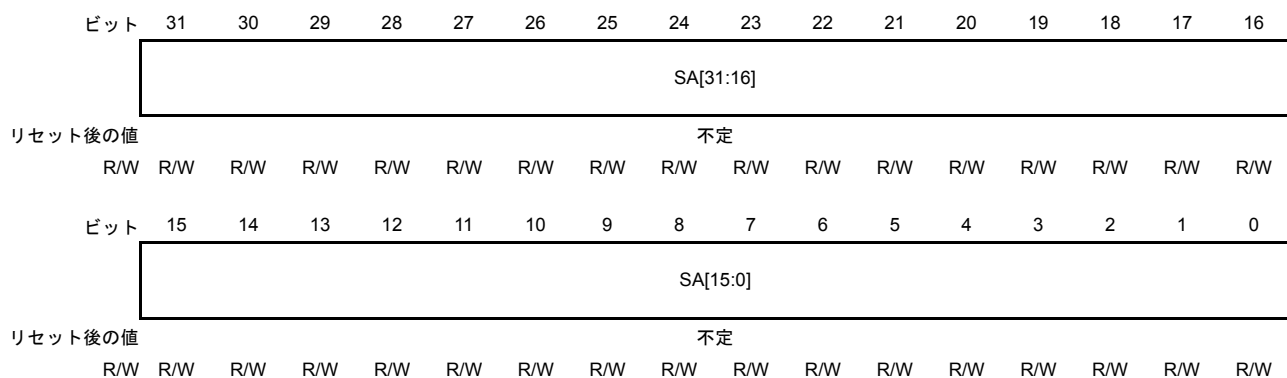 ビット 31 30 29 28 27 26 25 24 23 22 21 20 19 18 17 16
SA[31:16]
リセット後の値 不定
R/W R/W R/W R/W R/W R/W R/W R/W R/W R/W R/W R/W R/W R/W R/W R/W R/W
ビット 15 14 13 12 11 10 9 8 7 6 5 4 3 2 1 0
SA[15:0]
リセット後の値 不定
R/W R/W R/W R/W R/W R/W R/W R/W R/W R/W R/W R/W R/W R/W R/W R/W R/W